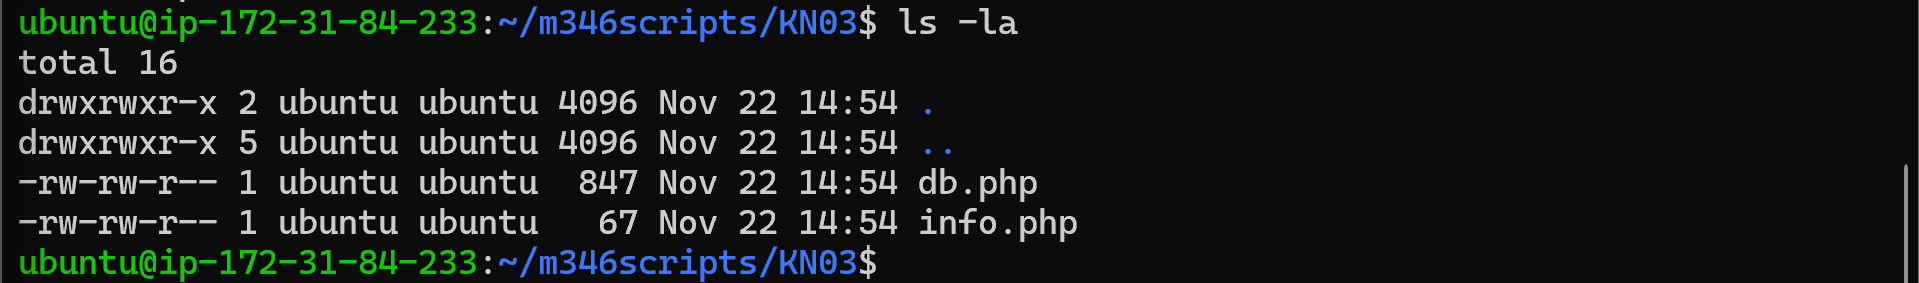 ubuntu@ip-172-31-84-233:~/m346scripts/KN03$ ls -la
total 16
drwxrwxr-x 2 ubuntu ubuntu 4096 Nov 22 14:54 .
drwxrwxr-x 5 ubuntu ubuntu 4096 Nov 22 14:54 ..
-rw-rw-r-- 1 ubuntu ubuntu  847 Nov 22 14:54 db.php
-rw-rw-r-- 1 ubuntu ubuntu   67 Nov 22 14:54 info.php
ubuntu@ip-172-31-84-233:~/m346scripts/KN03$